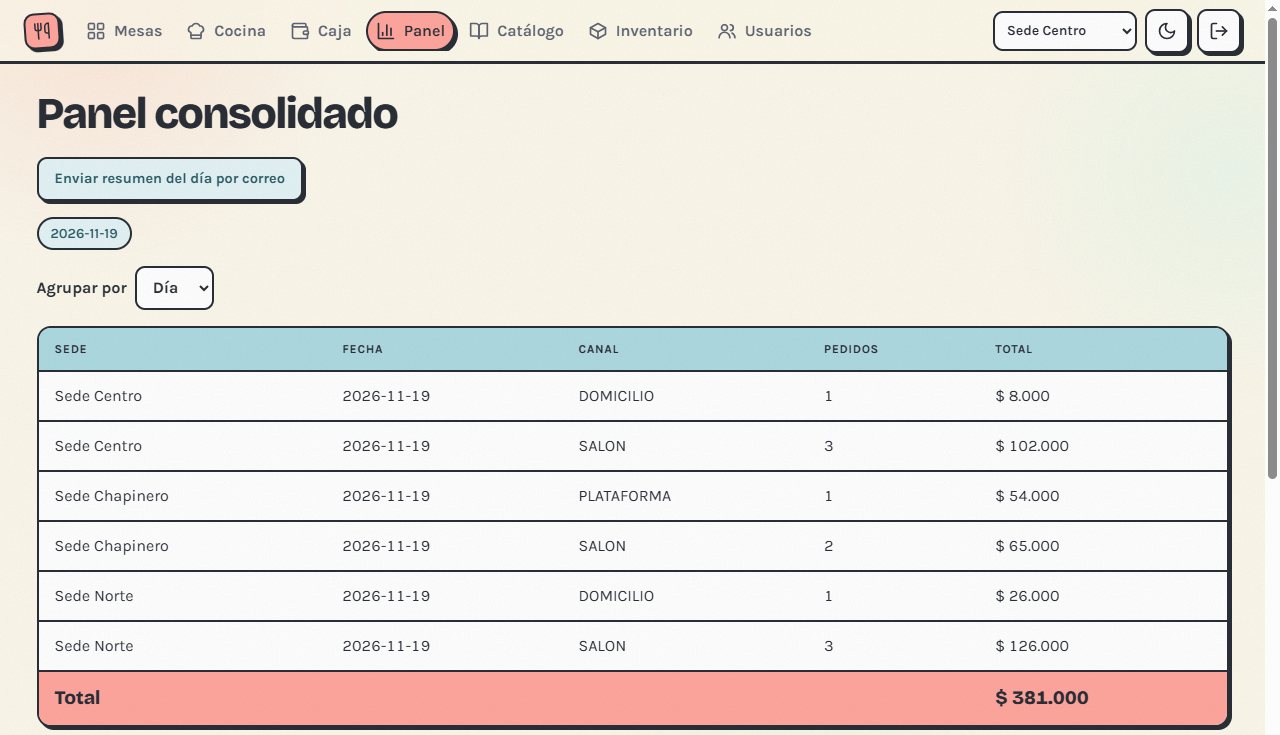 Mesas Cocina Caja Panel Catálogo Inventario Usuarios Sede Centro
Panel consolidado
Enviar resumen del día por correo
2026-11-19
Agrupar por Día
SEDE FECHA CANAL PEDIDOS TOTAL
Sede Centro 2026-11-19 DOMICILIO 1 $ 8.000
Sede Centro 2026-11-19 SALON 3 $ 102.000
Sede Chapinero 2026-11-19 PLATAFORMA 1 $ 54.000
Sede Chapinero 2026-11-19 SALON 2 $ 65.000
Sede Norte 2026-11-19 DOMICILIO 1 $ 26.000
Sede Norte 2026-11-19 SALON 3 $ 126.000
Total $ 381.000